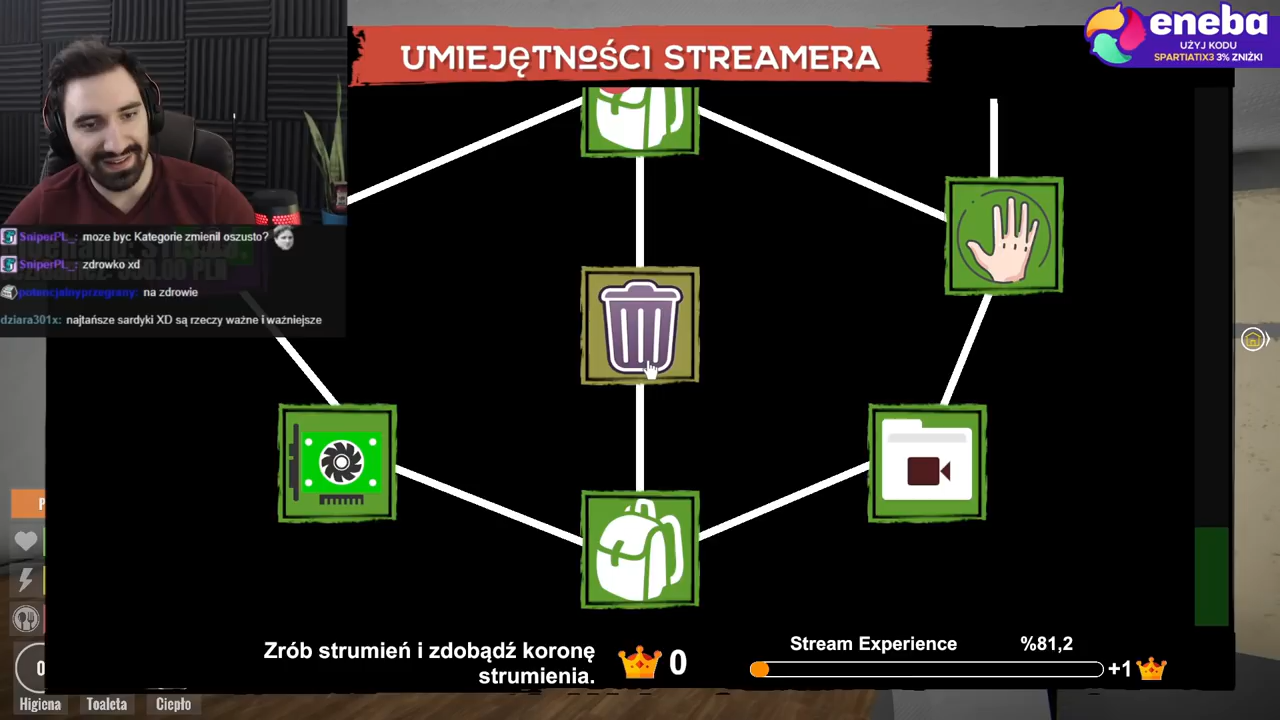 UMIEJĘTNOŚCI STREAMERA
eneba
UŻYJ KODU
SPARTIATIX3 3% ZNIŻKI
SniperPL_: moze byc Kategorie zmienil oszusto?
SniperPL_: zdrowko xd
potencjalnyprzegrany: na zdrowie
dziara301x: najtańsze sardyki XD są rzeczy ważne i ważniejsze
Zrób strumień i zdobądź koronę
strumienia.
0
Stream Experience %81,2
+1
P
0
Higiena Toaleta Ciepło